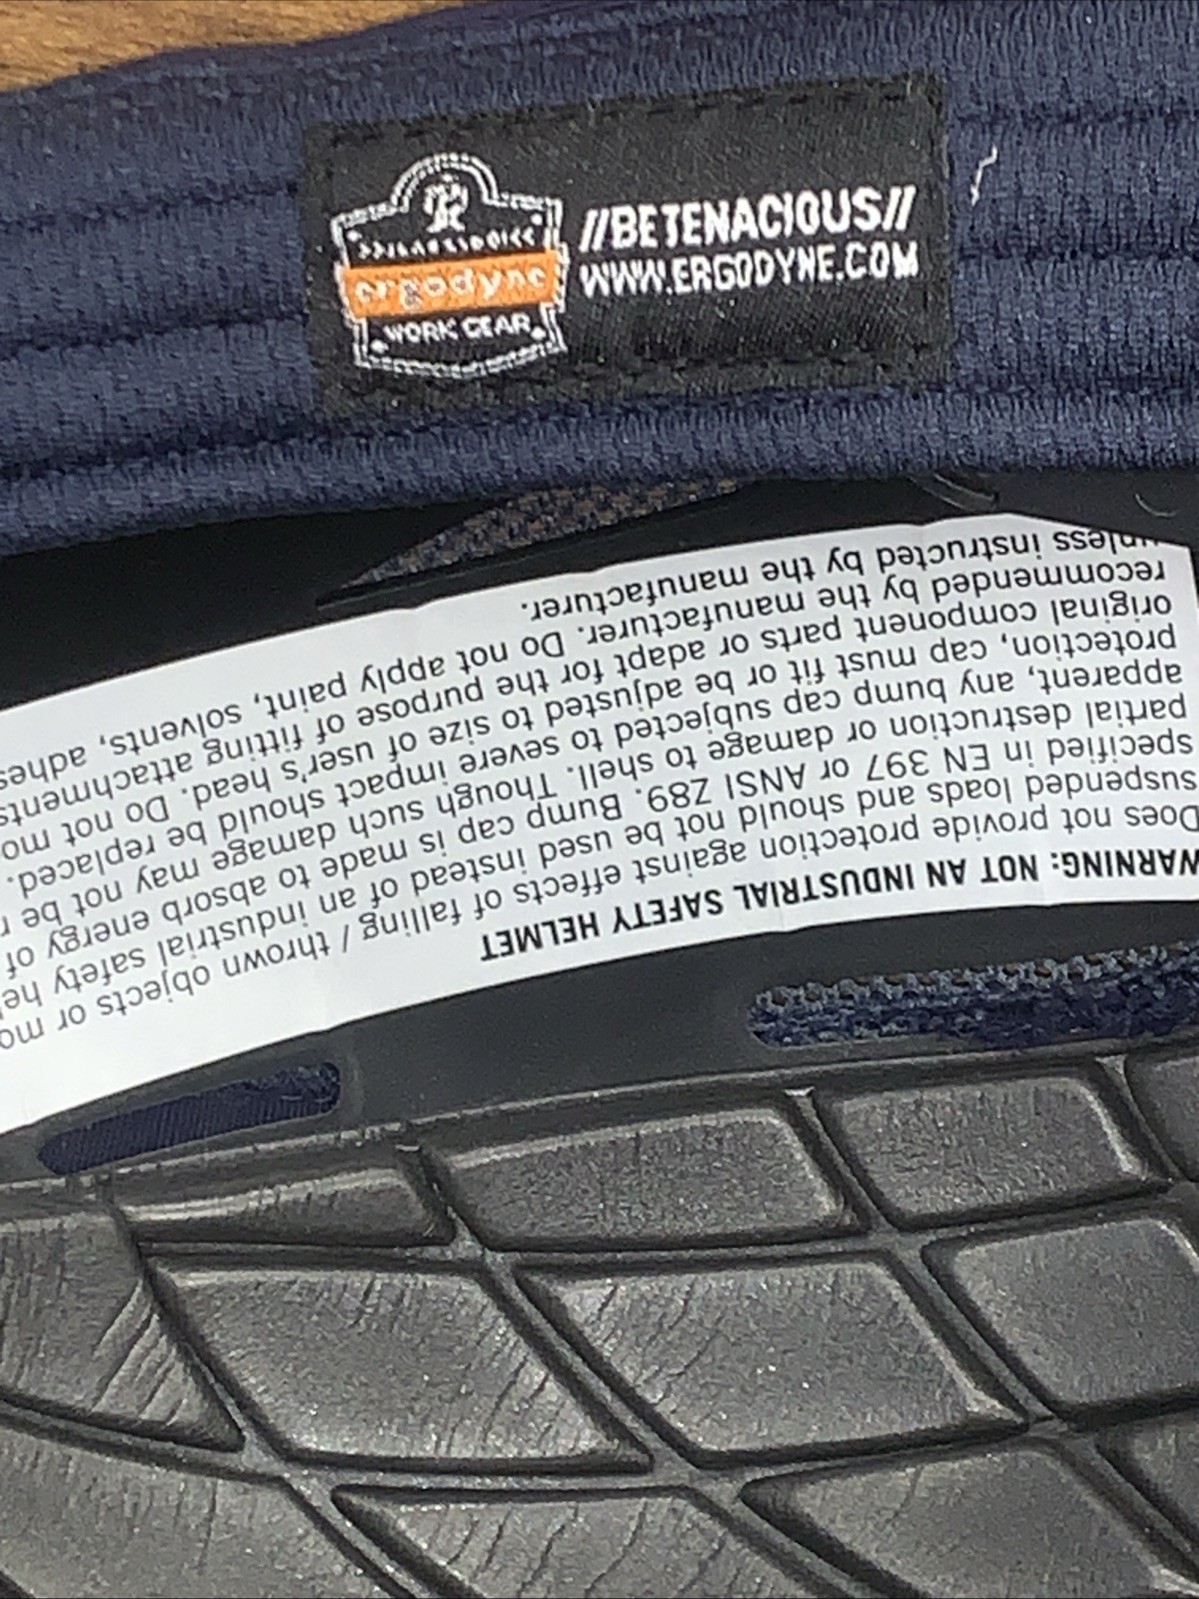 ergodyne
WORK GEAR
//BETENACIOUS//
WWW.ERGODYNE.COM
WARNING: NOT AN INDUSTRIAL SAFETY HELMET
Does not provide protection against effects of falling / thrown objects or
suspended loads and should not be used instead of an industrial safety
specified in EN 397 or ANSI Z89. Bump cap is made to absorb energy of
partial destruction or damage to shell. Though such damage may not be
apparent, any bump cap subjected to severe impact should be replaced.
protection, cap must fit or be adjusted to size of user's head. Do not
original component parts or adapt for the purpose of fitting attachments
recommended by the manufacturer. Do not apply paint, solvents,
unless instructed by the manufacturer.